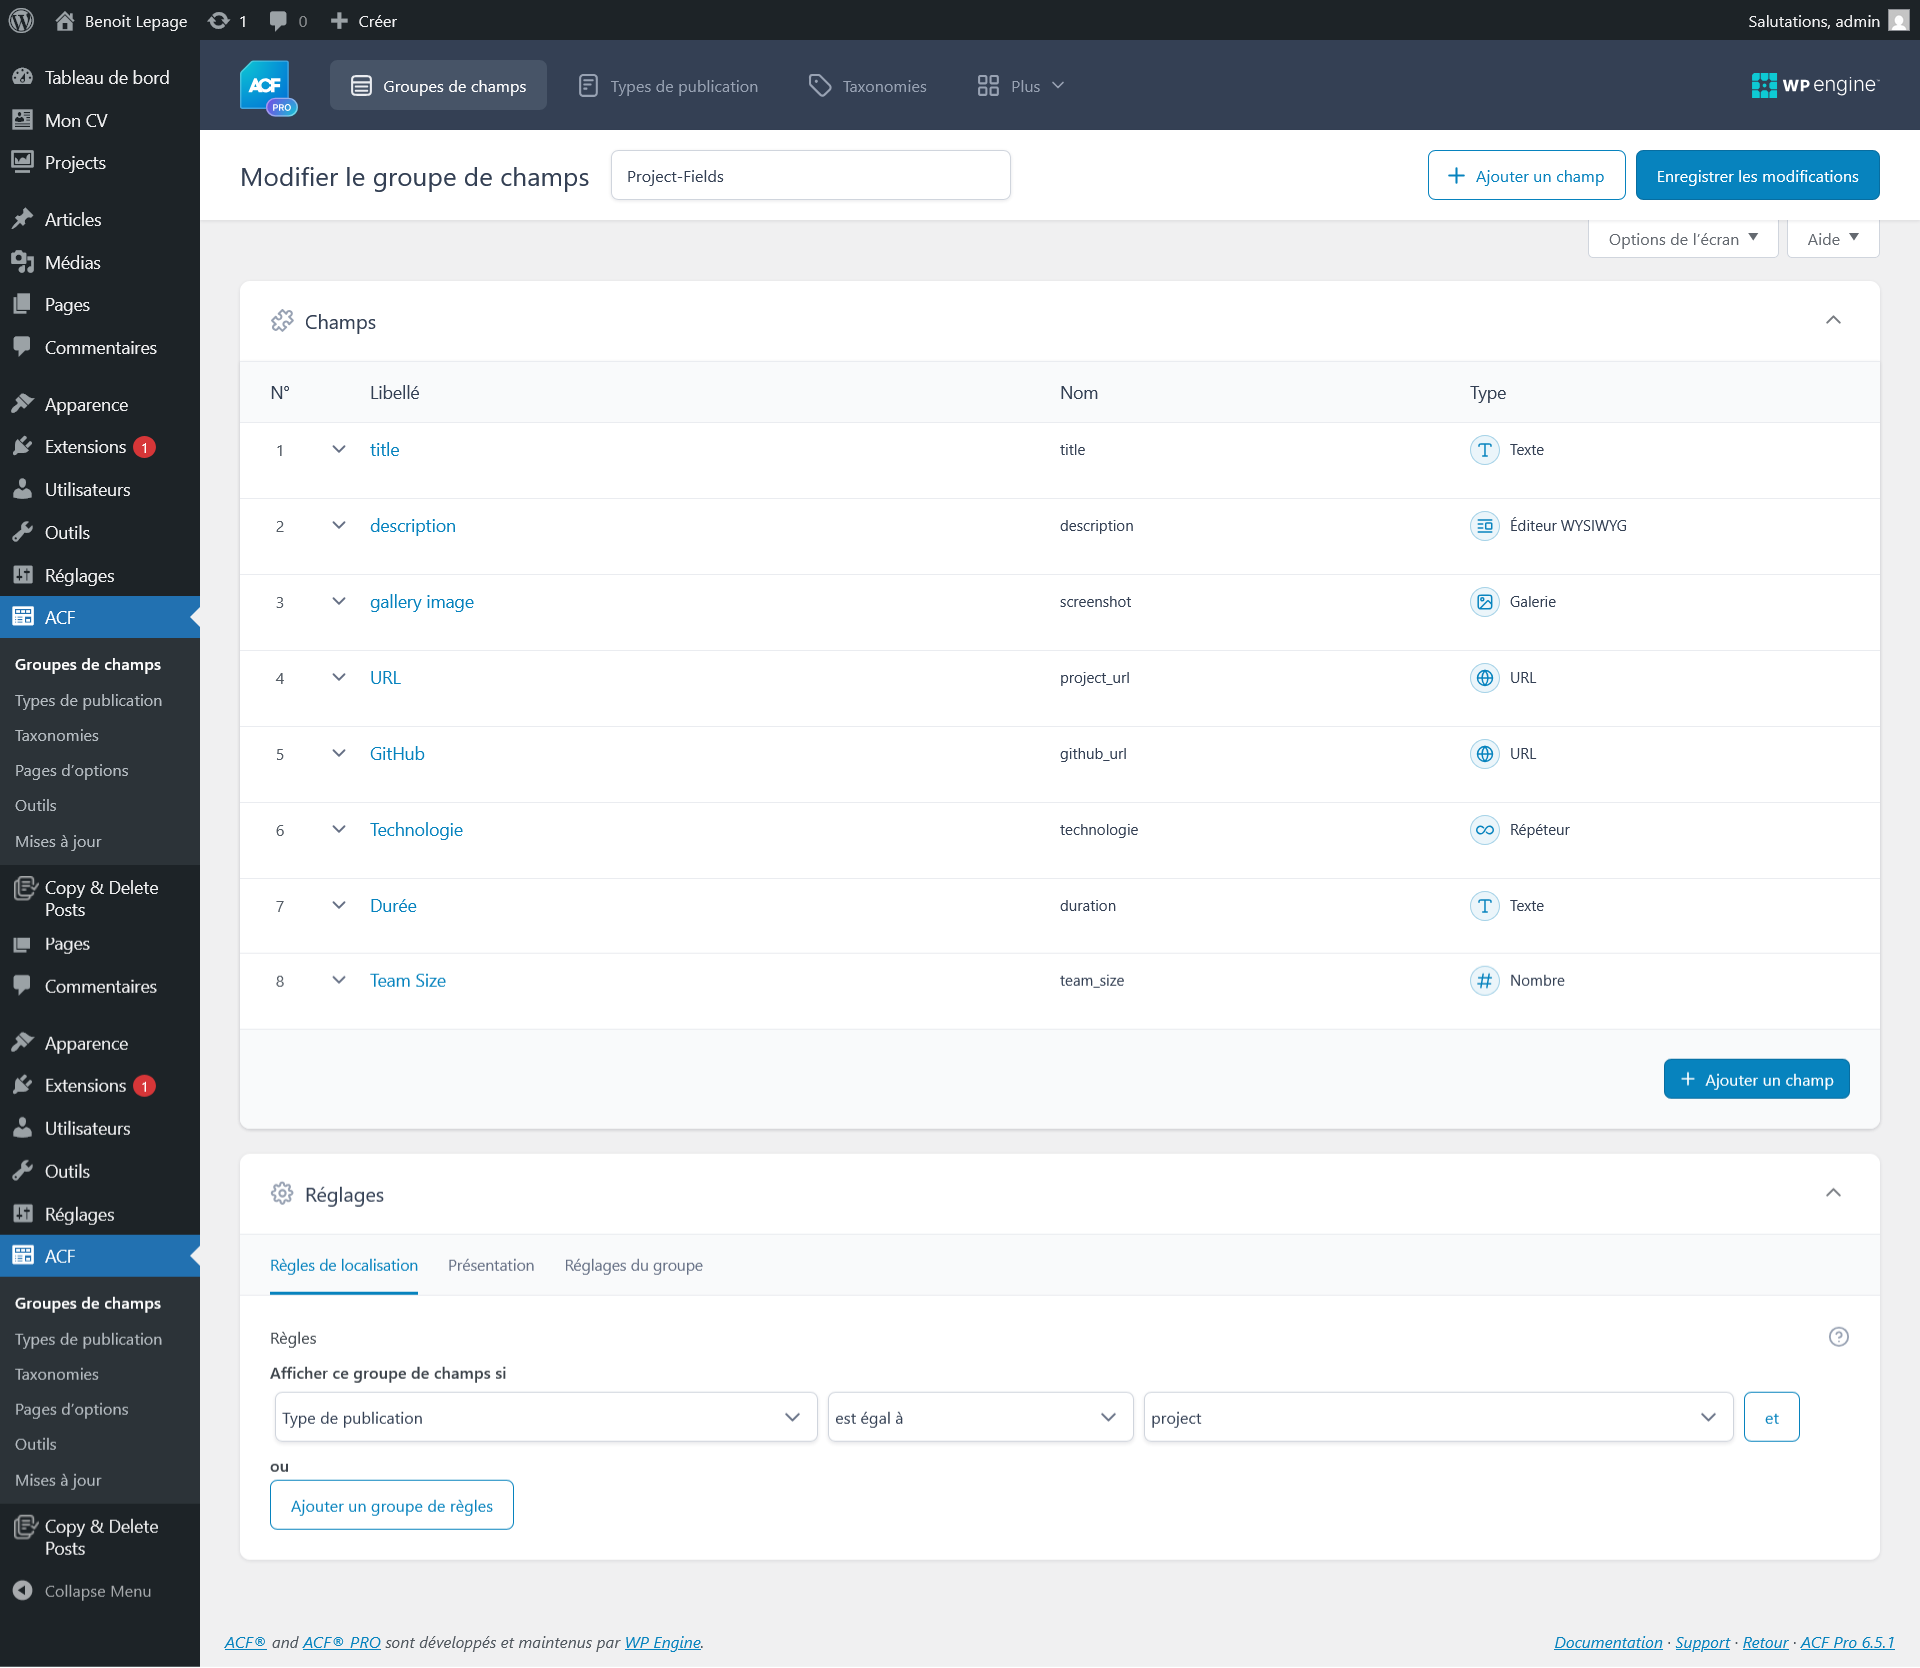 Benoit Lepage
1
0
Créer
Salutations, admin
Tableau de bord
Mon CV
Projects
Articles
Médias
Pages
Commentaires
Apparence
Extensions 1
Utilisateurs
Outils
Réglages
ACF
Groupes de champs
Types de publication
Taxonomies
Pages d’options
Outils
Mises à jour
Copy & Delete
Posts
Pages
Commentaires
Apparence
Extensions 1
Utilisateurs
Outils
Réglages
ACF
Groupes de champs
Types de publication
Taxonomies
Pages d’options
Outils
Mises à jour
Copy & Delete
Posts
Collapse Menu
ACF
PRO
Groupes de champs
Types de publication
Taxonomies
Plus
WP engine
Modifier le groupe de champs
Project-Fields
Ajouter un champ
Enregistrer les modifications
Options de l’écran
Aide
Champs
N° Libellé Nom Type
1 title title Texte
2 description description Éditeur WYSIWYG
3 gallery image screenshot Galerie
4 URL project_url URL
5 GitHub github_url URL
6 Technologie technologie Répéteur
7 Durée duration Texte
8 Team Size team_size Nombre
Ajouter un champ
Réglages
Règles de localisation Présentation Réglages du groupe
Règles
Afficher ce groupe de champs si
Type de publication est égal à project et
ou
Ajouter un groupe de règles
ACF® and ACF® PRO sont développés et maintenus par WP Engine.
Documentation · Support · Retour · ACF Pro 6.5.1